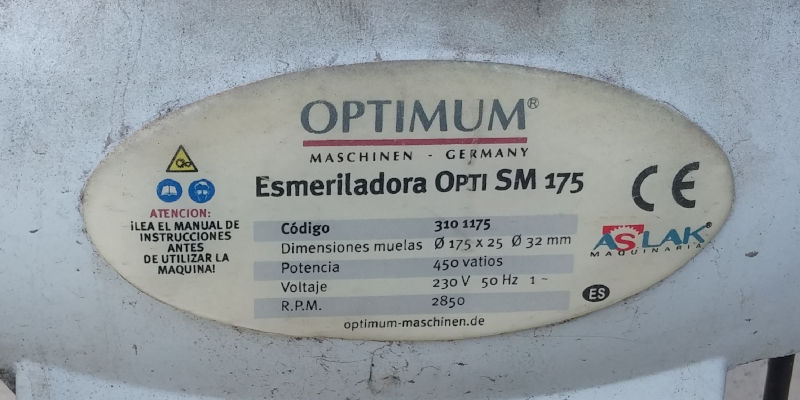 OPTIMUM®
MASCHINEN - GERMANY
Esmeriladora OPTI SM 175
CE
ATENCION:
¡LEA EL MANUAL DE
INSTRUCCIONES
ANTES
DE UTILIZAR LA
MAQUINA!
Código 310 1175
Dimensiones muelas Ø 175 x 25 Ø 32 mm
Potencia 450 vatios
Voltaje 230 V 50 Hz 1 ~
R.P.M. 2850
optimum-maschinen.de
ASLAK®
MAQUINARIA
ES